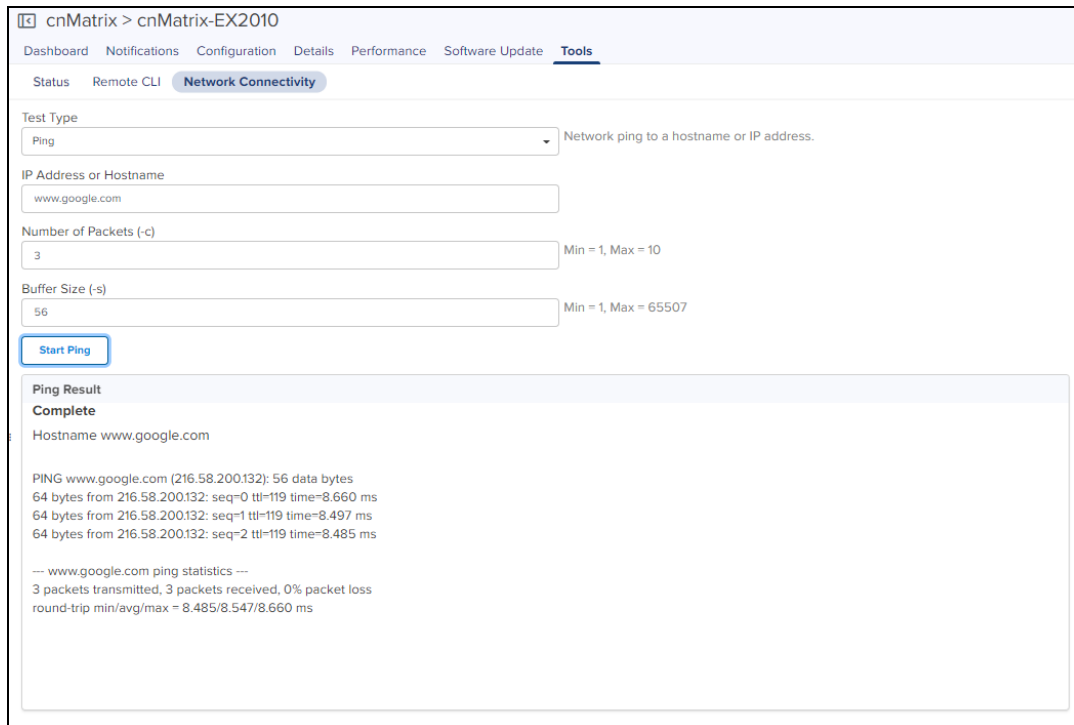 cnMatrix > cnMatrix-EX2010
Dashboard Notifications Configuration Details Performance Software Update Tools
Status Remote CLI Network Connectivity
Test Type
Ping
Network ping to a hostname or IP address.
IP Address or Hostname
www.google.com
Number of Packets (-c)
3
Min = 1, Max = 10
Buffer Size (-s)
56
Min = 1, Max = 65507
Start Ping
Ping Result
Complete
Hostname www.google.com
PING www.google.com (216.58.200.132): 56 data bytes
64 bytes from 216.58.200.132: seq=0 ttl=119 time=8.660 ms
64 bytes from 216.58.200.132: seq=1 ttl=119 time=8.497 ms
64 bytes from 216.58.200.132: seq=2 ttl=119 time=8.485 ms
--- www.google.com ping statistics ---
3 packets transmitted, 3 packets received, 0% packet loss
round-trip min/avg/max = 8.485/8.547/8.660 ms